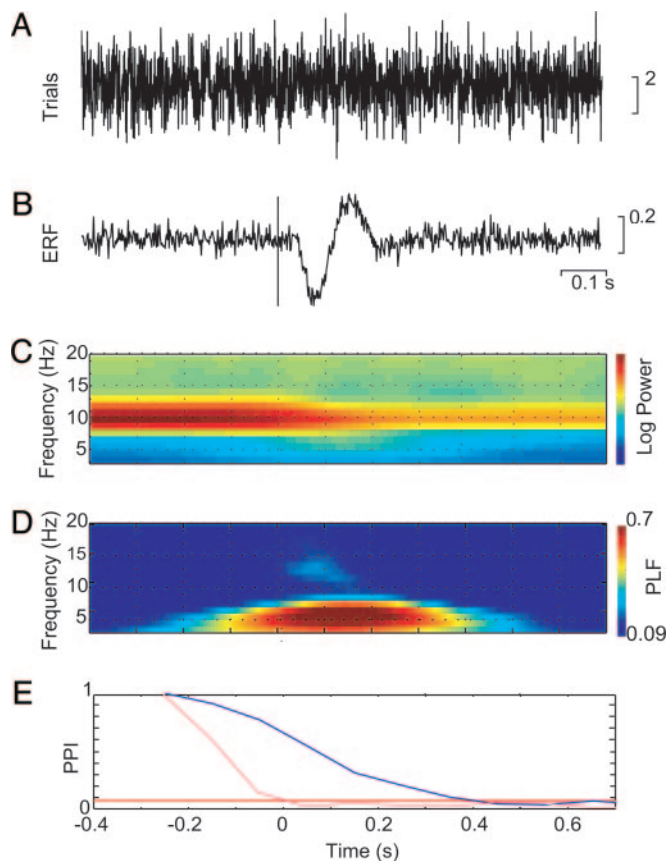 A
Trials
2
B
ERF
0.2
0.1 s
C
Frequency (Hz)
20
15
10
5
Log Power
D
Frequency (Hz)
20
15
10
5
0.7
PLF
0.09
E
PPI
1
0
-0.4 -0.2 0 0.2 0.4 0.6
Time (s)